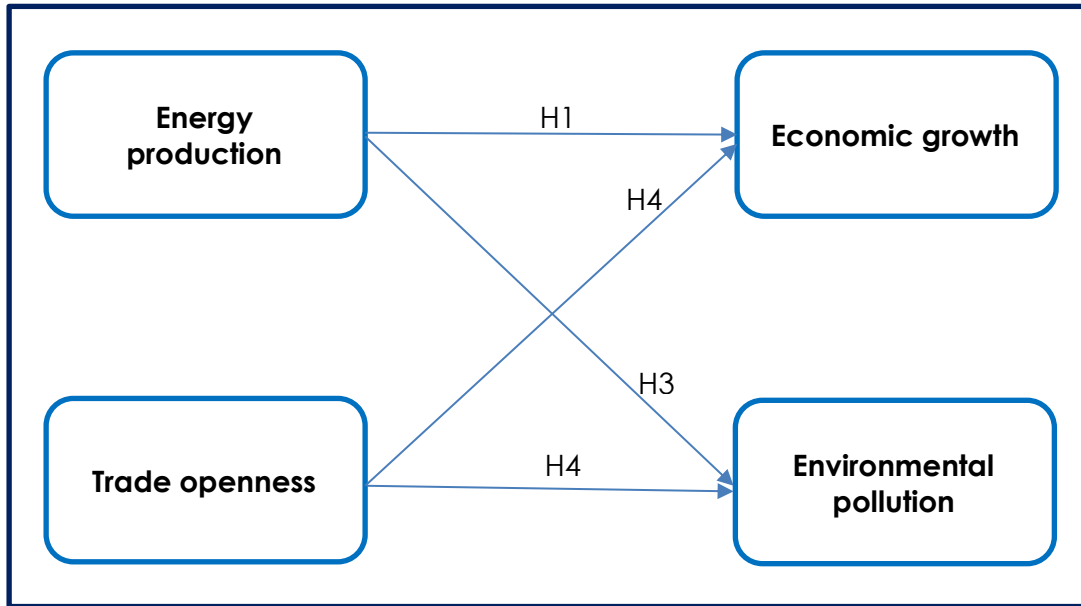 Energy
production
H1
Economic growth
H4
H3
Trade openness
H4
Environmental
pollution